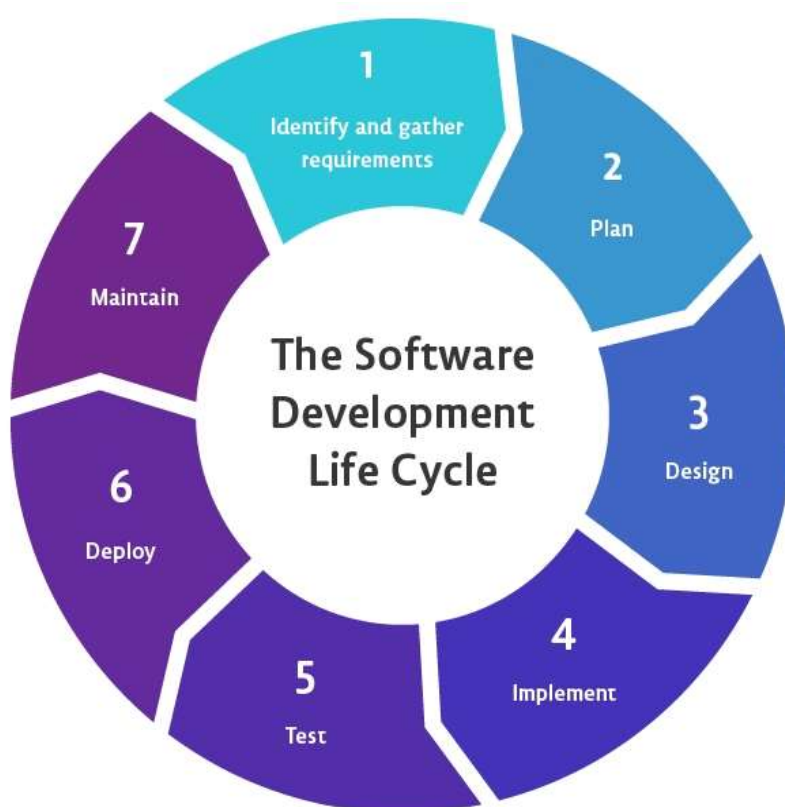 1
Identify and gather
requirements
2
Plan
3
Design
4
Implement
5
Test
6
Deploy
7
Maintain
The Software
Development
Life Cycle